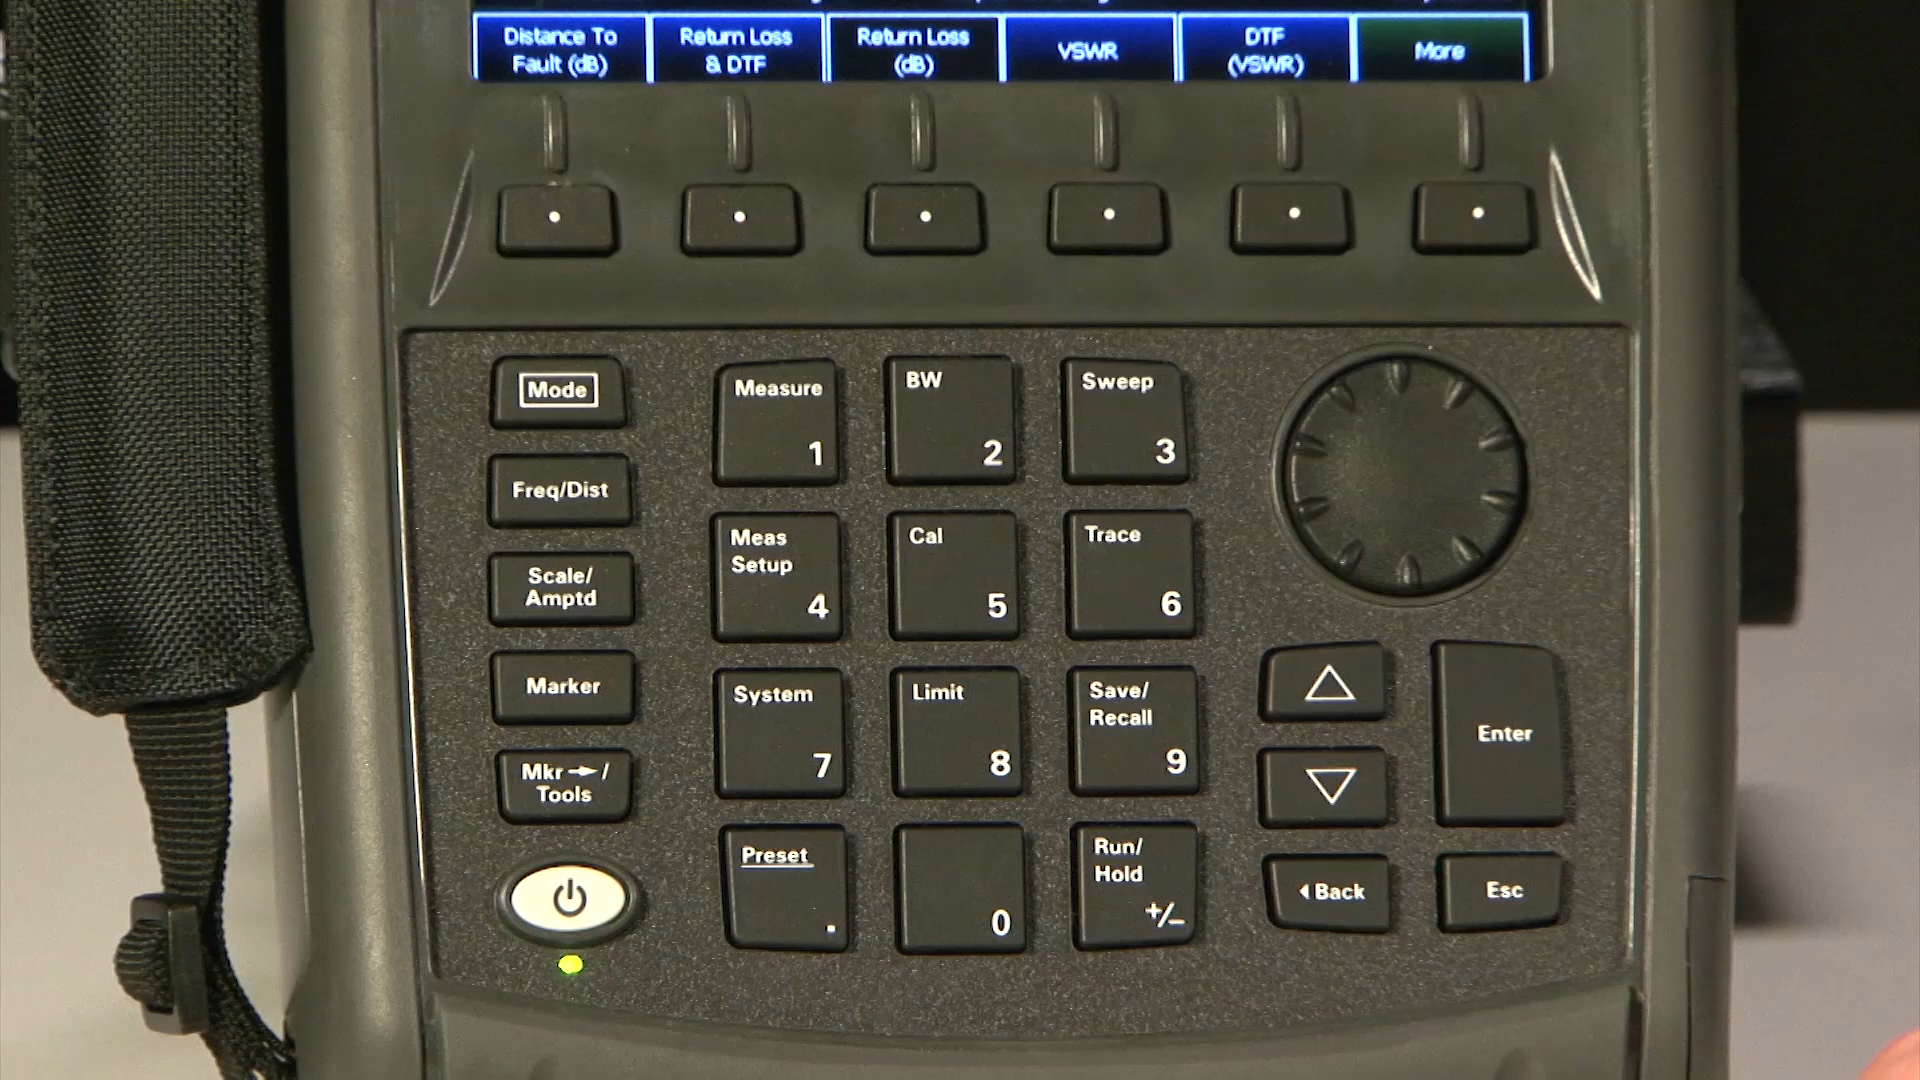 Distance To
Fault (dB)
Return Loss
& DTF
Return Loss
(dB)
VSWR
DTF
(VSWR)
More
Mode
Measure
1
BW
2
Sweep
3
Freq/Dist
Meas
Setup
4
Cal
5
Trace
6
Scale/
Amptd
Marker
System
7
Limit
8
Save/
Recall
9
Enter
Mkr → /
Tools
Preset
.
0
Run/
Hold
+/−
Back
Esc